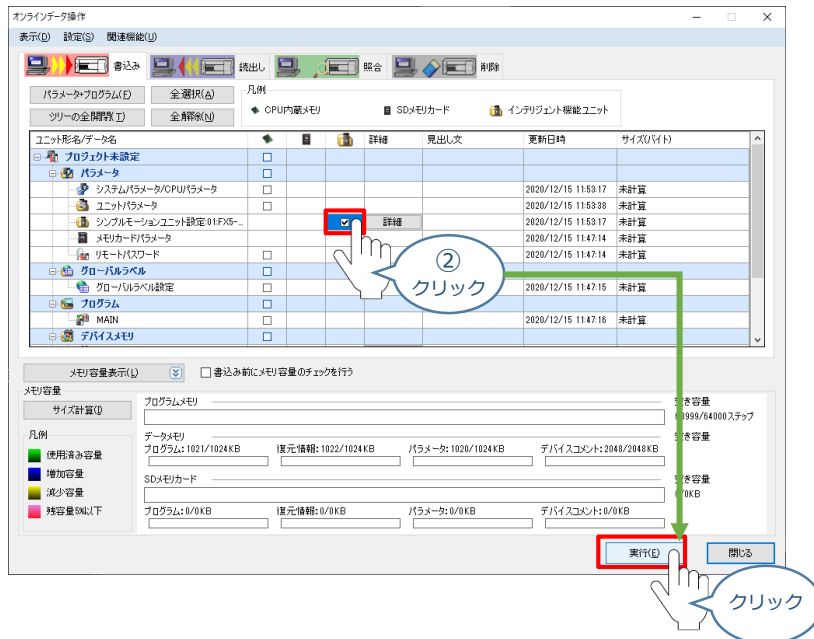 オンラインデータ操作
表示(D) 設定(S) 関連機能(U)
書込み 読出し 照合 削除
パラメータ+プログラム(F) 全選択(A)
凡例
CPU内蔵メモリ SDメモリカード インテリジェント機能ユニット
ツリーの全開閉(T) 全解除(N)
ユニット形名/データ名 詳細 見出し文 更新日時 サイズ(バイト)
プロジェクト未設定
パラメータ
システムパラメータ/CPUパラメータ 2020/12/15 11:53:17 未計算
ユニットパラメータ 2020/12/15 11:53:38 未計算
シンプルモーションユニット設定:01:FX5-... 詳細 2020/12/15 11:53:17 未計算
メモリカードパラメータ 2020/12/15 11:47:14 未計算
リモートパスワード 2020/12/15 11:47:14 未計算
グローバルラベル
グローバルラベル設定 2020/12/15 11:47:15 未計算
プログラム
MAIN 2020/12/15 11:47:16 未計算
デバイスメモリ
②
クリック
メモリ容量表示(L) 書込み前にメモリ容量のチェックを行う
メモリ容量
サイズ計算(I)
プログラムメモリ
空き容量
/64000ステップ
凡例
使用済み容量
増加容量
減少容量
残容量5%以下
データメモリ
空き容量
プログラム:1021/1024KB 復元情報:1022/1024KB パラメータ:1020/1024KB デバイスコメント:2048/2048KB
SDメモリカード
空き容量
0/0KB
プログラム:0/0KB 復元情報:0/0KB パラメータ:0/0KB デバイスコメント:0/0KB
実行(E) 閉じる
クリック